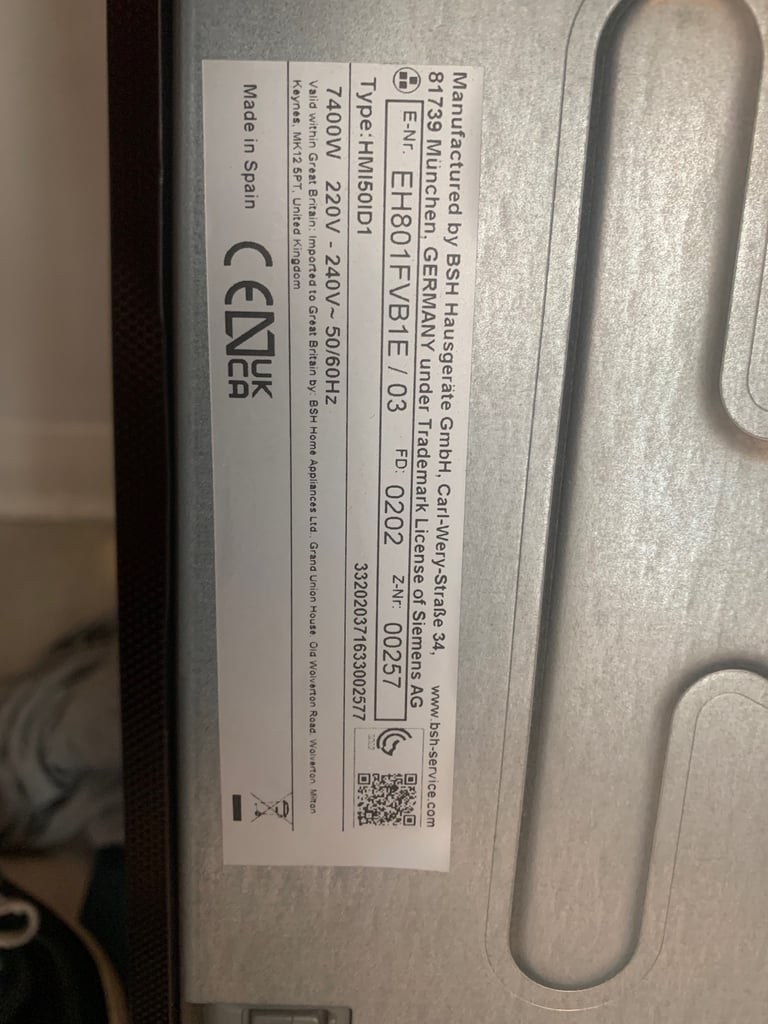 Manufactured by BSH Hausgeräte GmbH, Carl-Wery-Straße 34,
81739 München, GERMANY under Trademark License of Siemens AG
www.bsh-service.com
E-Nr. EH801FVB1E / 03 FD: 0202 Z-Nr: 00257
Type: HMI50ID1
332020371633002577
7400W 220V - 240V~ 50/60Hz
Valid within Great Britain: Imported to Great Britain by: BSH Home Appliances Ltd., Grand Union House, Old Wolverton Road, Wolverton, Milton
Keynes, MK12 5PT, United Kingdom
Made in Spain CE UK
CA